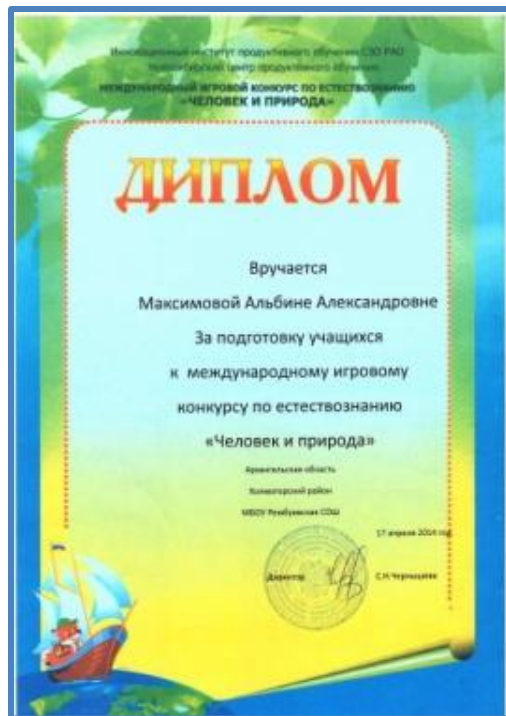 Инновационный институт продуктивного обучения СЗО РАО
Новосибирский центр продуктивного обучения
МЕЖДУНАРОДНЫЙ ИГРОВОЙ КОНКУРС ПО ЕСТЕСТВОЗНАНИЮ
«ЧЕЛОВЕК И ПРИРОДА»
ДИПЛОМ
Вручается
Максимовой Альбине Александровне
За подготовку учащихся
к международному игровому
конкурсу по естествознанию
«Человек и природа»
Архангельская область
Холмогорский район
МБОУ Рембуевская СОШ
17 апреля 2014 год
Директор С.Н.Чернышева